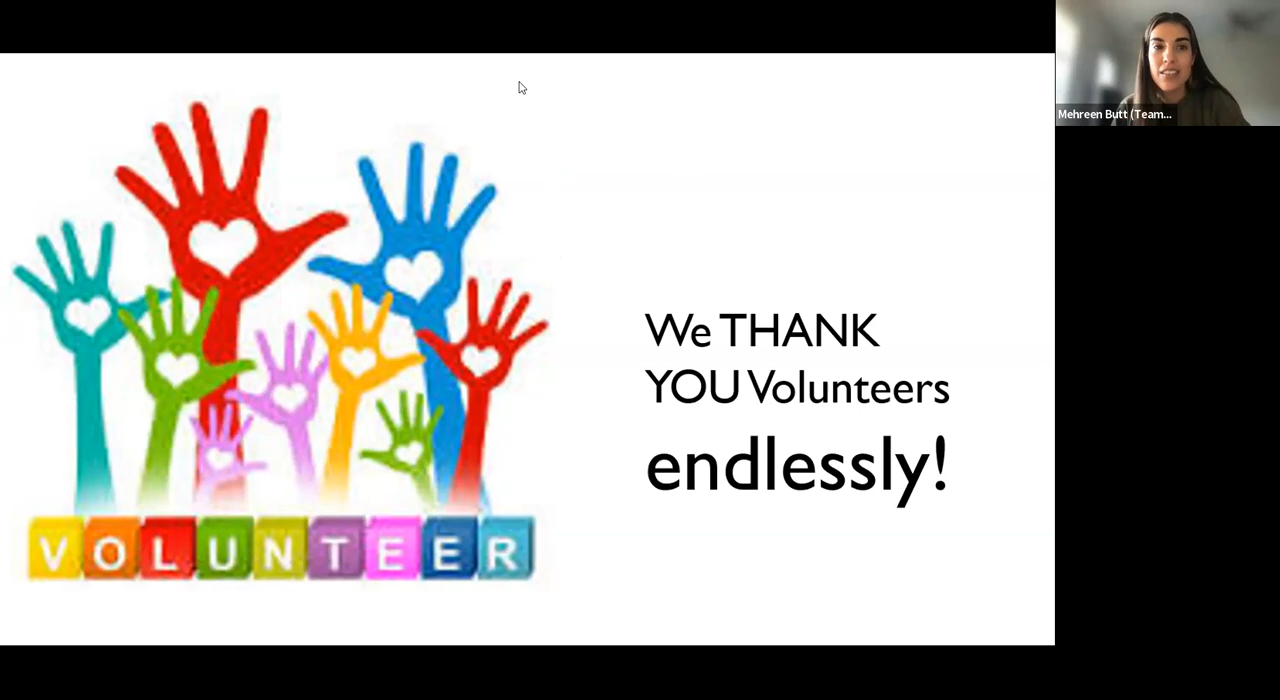 Mehreen Butt (Team...
We THANK
YOU Volunteers
endlessly!
VOLUNTEER